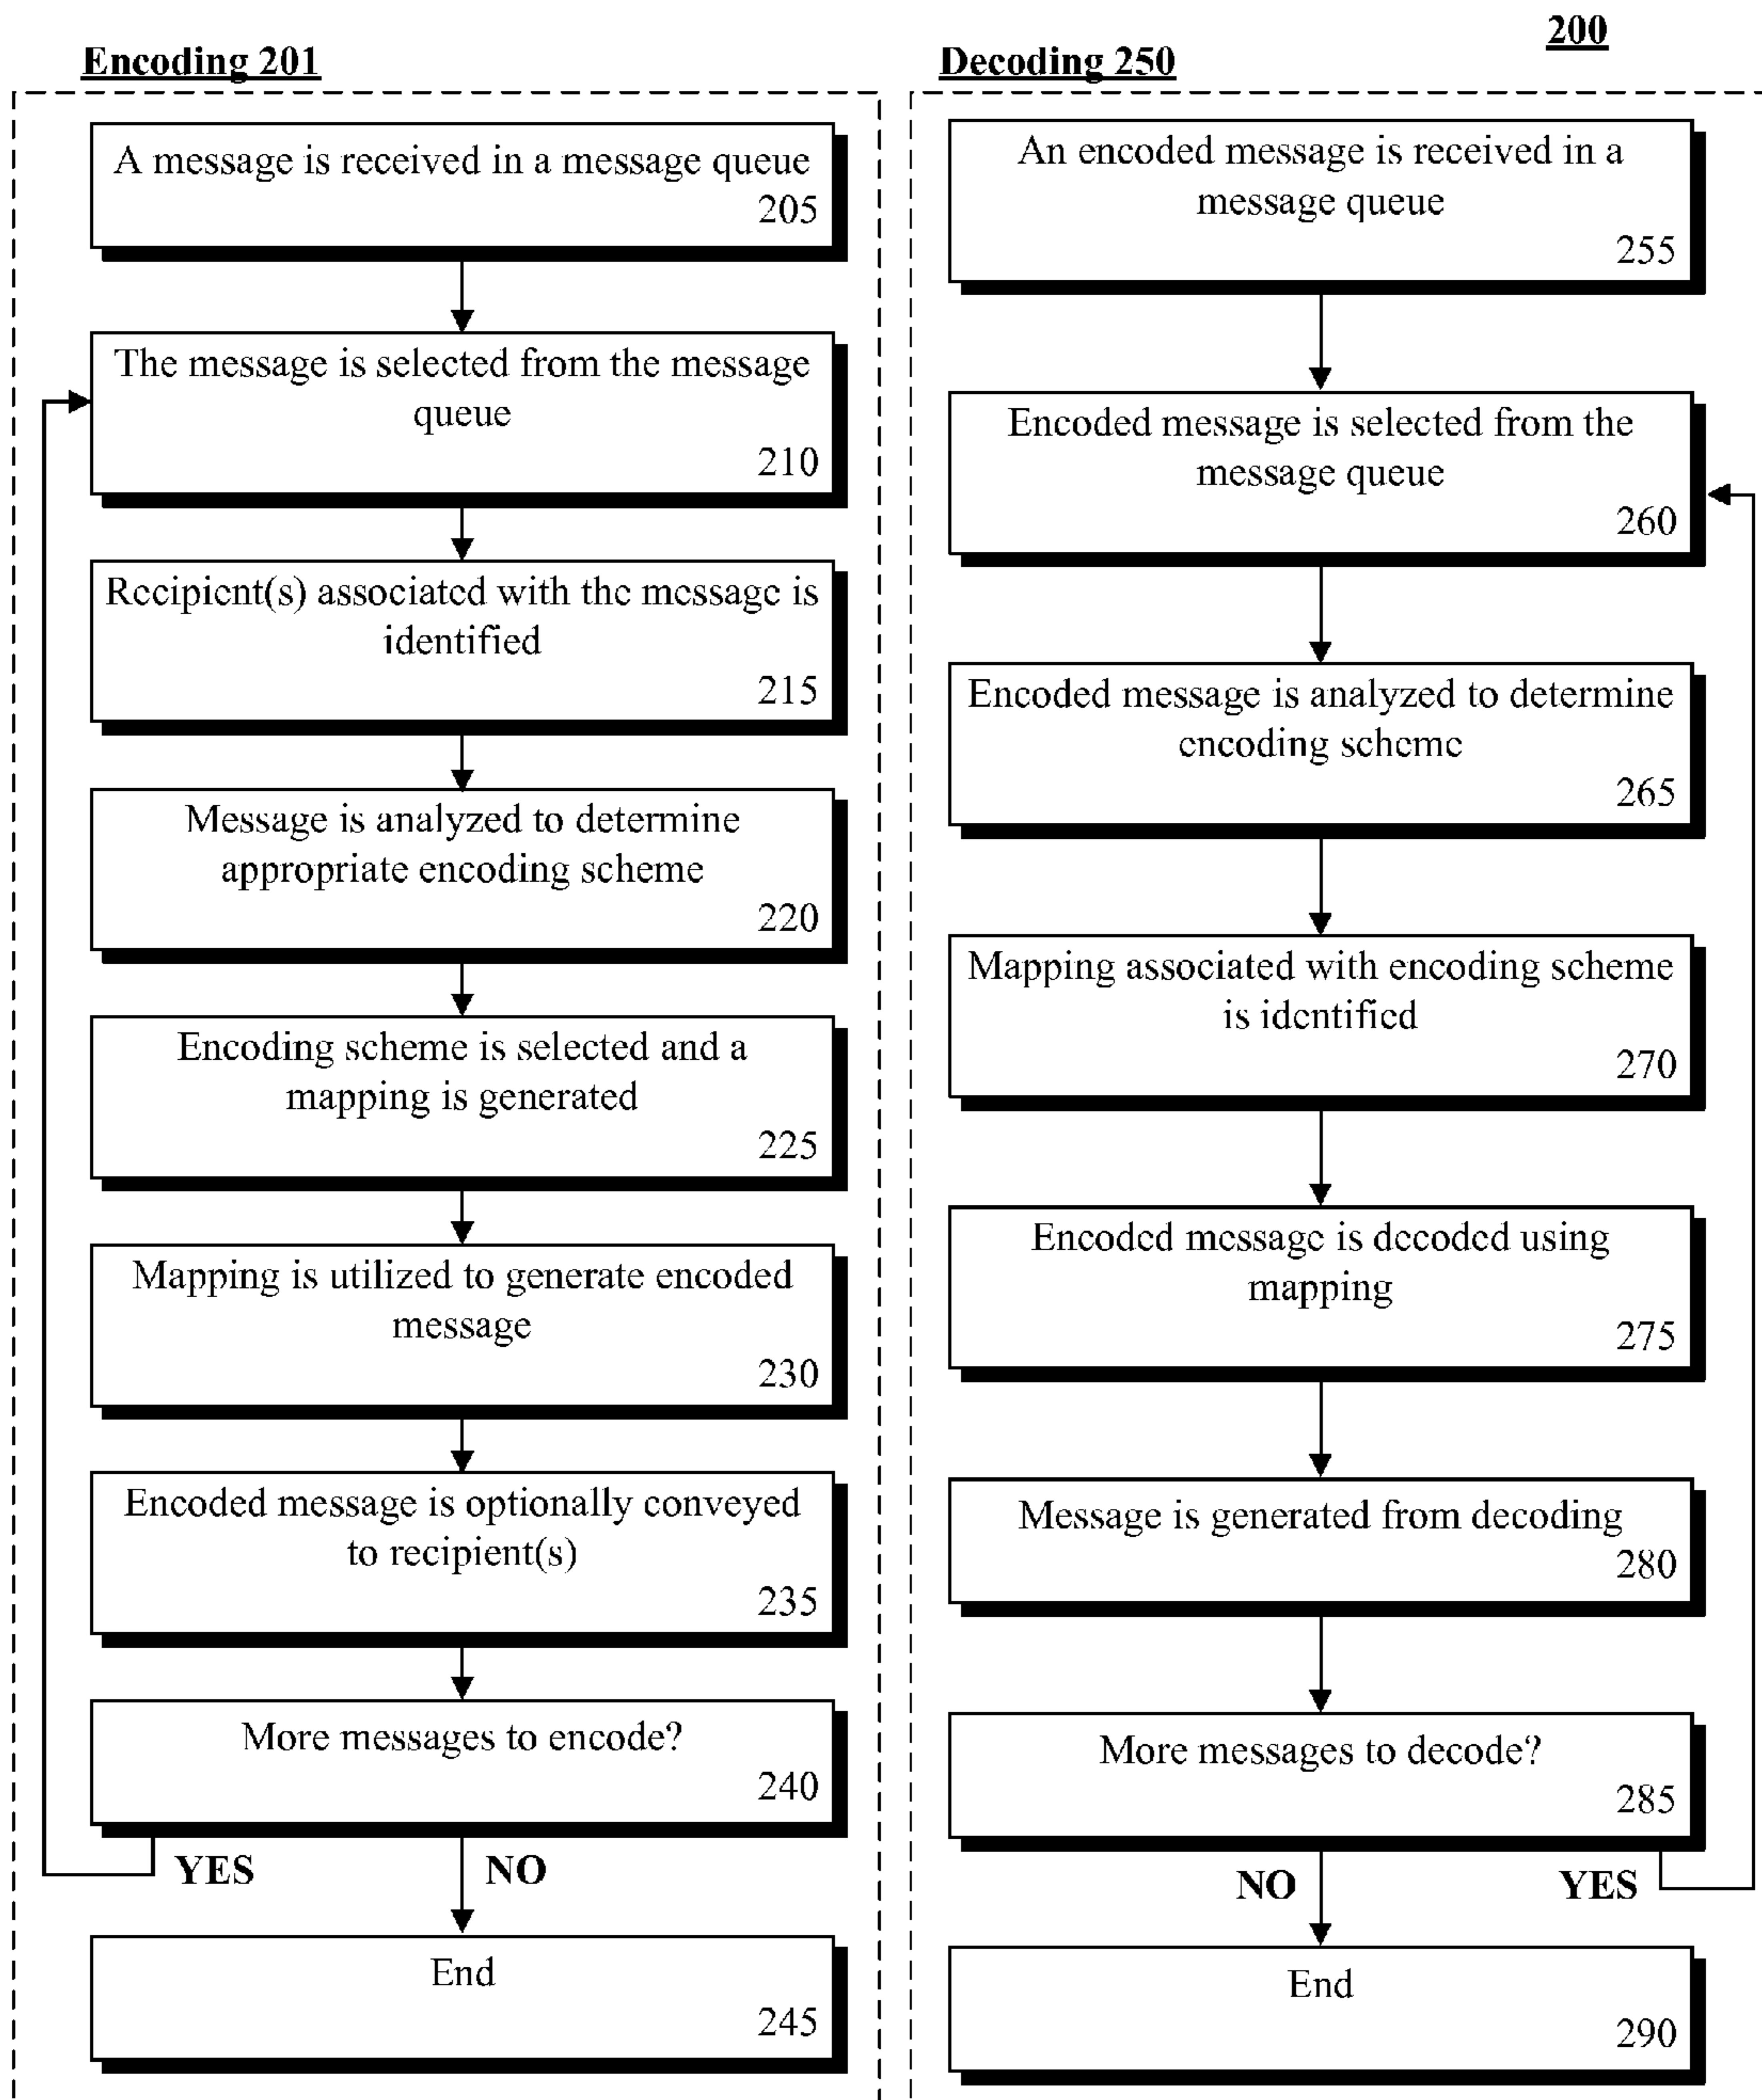 200
Encoding 201
A message is received in a message queue
205
The message is selected from the message
queue
210
Recipient(s) associated with the message is
identified
215
Message is analyzed to determine
appropriate encoding scheme
220
Encoding scheme is selected and a
mapping is generated
225
Mapping is utilized to generate encoded
message
230
Encoded message is optionally conveyed
to recipient(s)
235
More messages to encode?
240
YES
NO
End
245
Decoding 250
An encoded message is received in a
message queue
255
Encoded message is selected from the
message queue
260
Encoded message is analyzed to determine
encoding scheme
265
Mapping associated with encoding scheme
is identified
270
Encoded message is decoded using
mapping
275
Message is generated from decoding
280
More messages to decode?
285
NO
YES
End
290